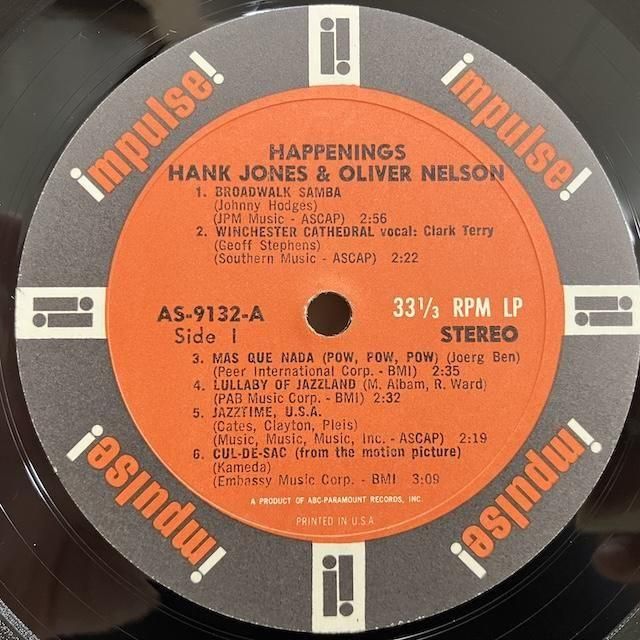 impulse!
impulse!
HAPPENINGS
HANK JONES & OLIVER NELSON
1. BROADWALK SAMBA
(Johnny Hodges)
(JPM Music - ASCAP) 2:56
2. WINCHESTER CATHEDRAL vocal: Clark Terry
(Geoff Stephens)
(Southern Music - ASCAP) 2:22
AS-9132-A
Side 1
33⅓ RPM LP
STEREO
3. MAS QUE NADA (POW, POW, POW) (Joerg Ben)
(Peer International Corp. - BMI) 2:35
4. LULLABY OF JAZZLAND (M. Albam, R. Ward)
(PAB Music Corp. - BMI) 2:32
5. JAZZTIME, U.S.A.
(Cates, Clayton, Pleis)
(Music, Music, Music, Inc. - ASCAP) 2:19
6. CUL-DE-SAC (from the motion picture)
(Kameda)
(Embassy Music Corp. - BMI) 3:09
A PRODUCT OF ABC-PARAMOUNT RECORDS, INC.
PRINTED IN U.S.A.
impulse!
impulse!